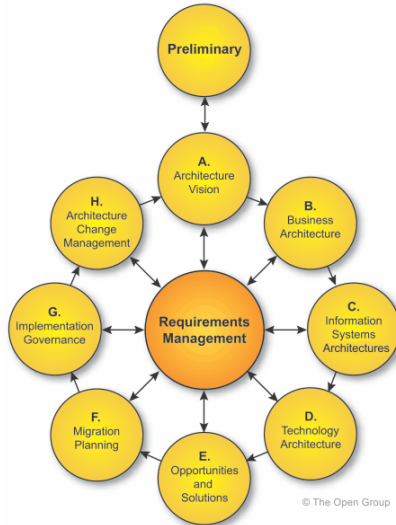 Preliminary
A.
Architecture
Vision
B.
Business
Architecture
C.
Information
Systems
Architectures
D.
Technology
Architecture
E.
Opportunities
and
Solutions
F.
Migration
Planning
G.
Implementation
Governance
H.
Architecture
Change
Management
Requirements
Management
© The Open Group